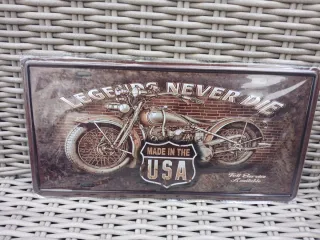 LEGENDS NEVER DIE
MADE IN THE
USA